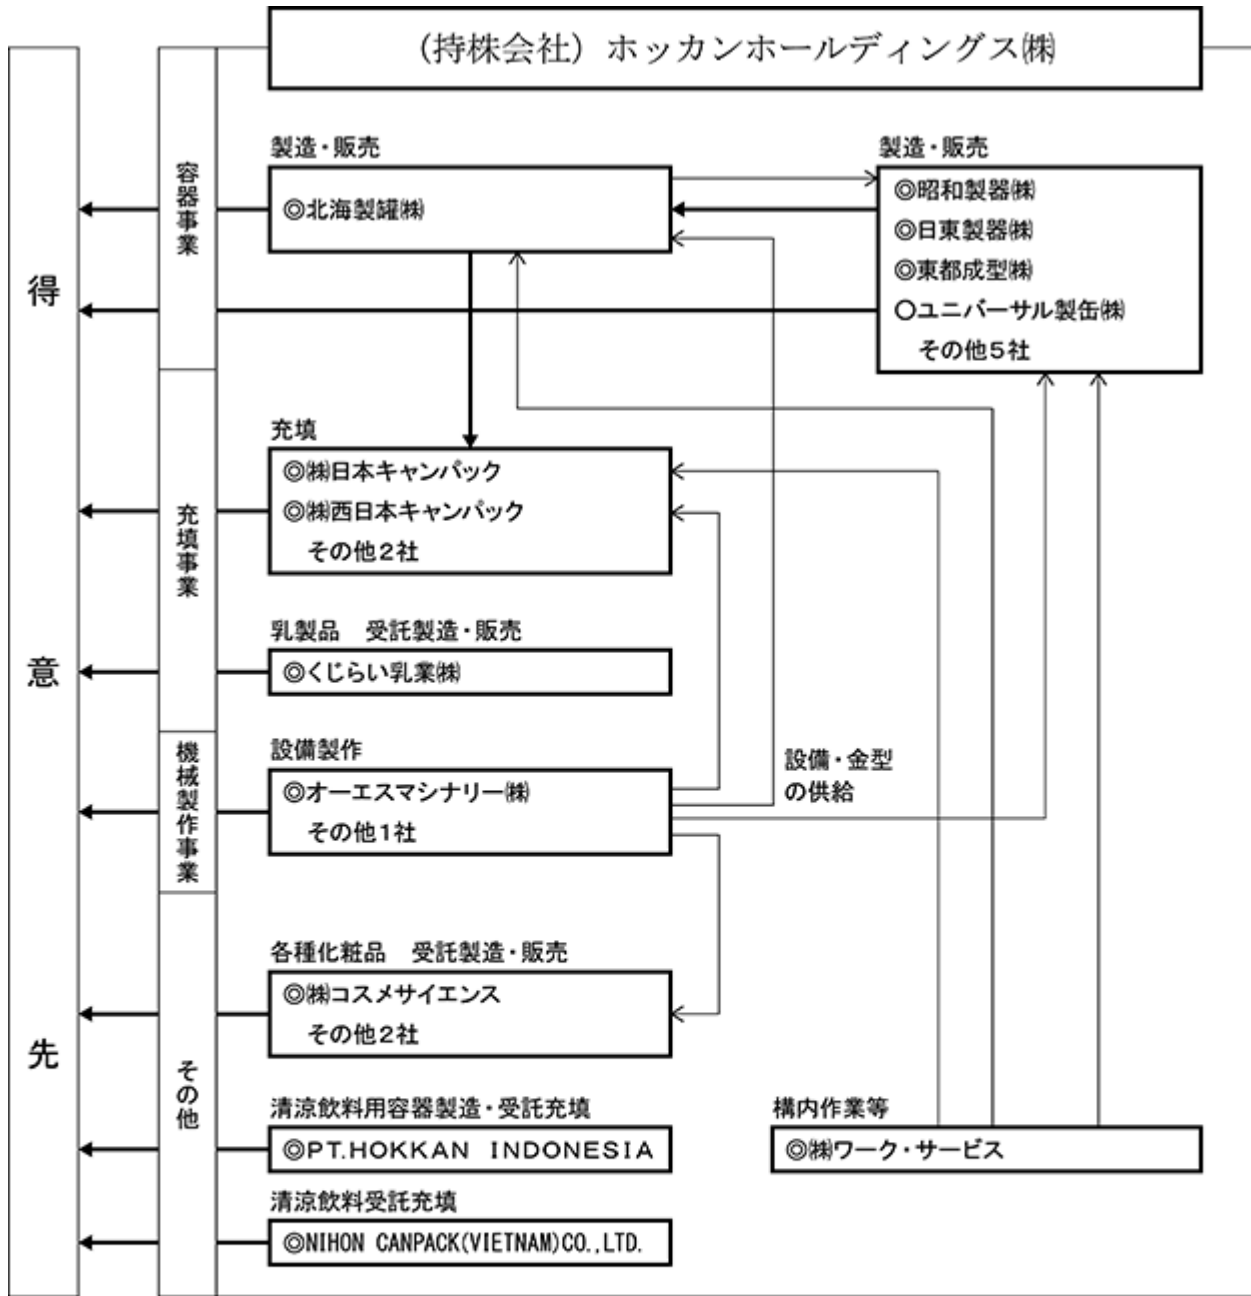 （持株会社）ホッカンホールディングス㈱
得意先
容器事業
製造・販売
◎北海製罐㈱
製造・販売
◎昭和製器㈱
◎日東製器㈱
◎東都成型㈱
○ユニバーサル製缶㈱
その他５社
充填事業
充填
◎㈱日本キャンパック
◎㈱西日本キャンパック
その他２社
乳製品　受託製造・販売
◎くじらい乳業㈱
機械製作事業
設備製作
◎オーエスマシナリー㈱
その他１社
設備・金型
の供給
その他
各種化粧品　受託製造・販売
◎㈱コスメサイエンス
その他２社
清涼飲料用容器製造・受託充填
◎ＰＴ.ＨＯＫＫＡＮ　ＩＮＤＯＮＥＳＩＡ
構内作業等
◎㈱ワーク・サービス
清涼飲料受託充填
◎NIHON CANPACK(VIETNAM)CO.,LTD.